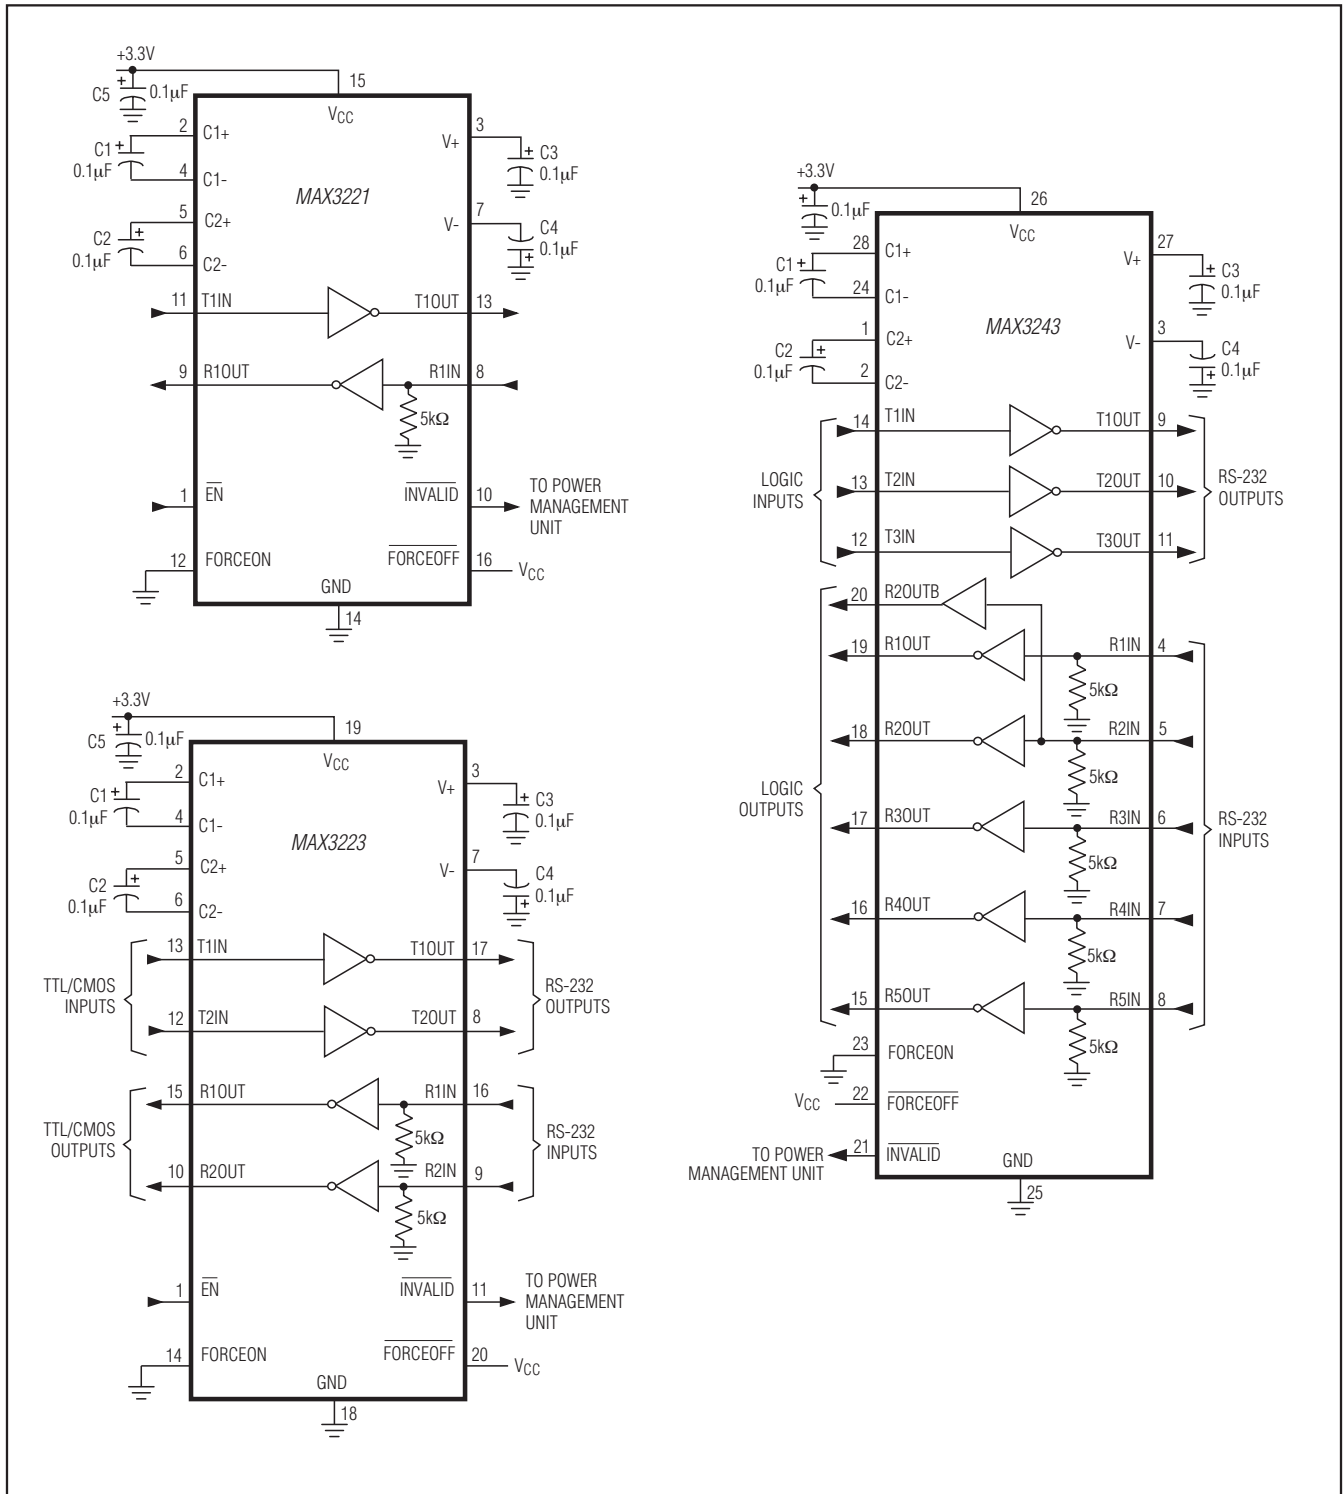 +3.3V
C5
+
0.1µF
15
VCC
2
C1+
C1
+
0.1µF
4
C1-
5
C2+
C2
+
0.1µF
6
C2-
3
V+
+
C3
0.1µF
7
V-
C4
0.1µF
+
MAX3221
11
T1IN
T1OUT
13
9
R1OUT
R1IN
8
5kΩ
1
EN
INVALID
10
TO POWER
MANAGEMENT
UNIT
12
FORCEON
FORCEOFF
16
VCC
GND
14
+3.3V
C5
+
0.1µF
19
VCC
2
C1+
C1
+
0.1µF
4
C1-
5
C2+
C2
+
0.1µF
6
C2-
3
V+
+
C3
0.1µF
7
V-
C4
0.1µF
+
MAX3223
TTL/CMOS
INPUTS
13
T1IN
T1OUT
17
12
T2IN
T2OUT
8
RS-232
OUTPUTS
TTL/CMOS
OUTPUTS
15
R1OUT
R1IN
16
5kΩ
10
R2OUT
R2IN
9
5kΩ
RS-232
INPUTS
1
EN
INVALID
11
TO POWER
MANAGEMENT
UNIT
14
FORCEON
FORCEOFF
20
VCC
GND
18
+3.3V
+
0.1µF
26
VCC
28
C1+
C1
+
0.1µF
24
C1-
1
C2+
C2
+
0.1µF
2
C2-
27
V+
+
C3
0.1µF
3
V-
C4
0.1µF
+
MAX3243
LOGIC
INPUTS
14
T1IN
T1OUT
9
13
T2IN
T2OUT
10
12
T3IN
T3OUT
11
RS-232
OUTPUTS
LOGIC
OUTPUTS
20
R2OUTB
19
R1OUT
R1IN
4
5kΩ
18
R2OUT
R2IN
5
5kΩ
17
R3OUT
R3IN
6
5kΩ
16
R4OUT
R4IN
7
5kΩ
15
R5OUT
R5IN
8
5kΩ
RS-232
INPUTS
23
FORCEON
VCC
22
FORCEOFF
TO POWER
MANAGEMENT UNIT
21
INVALID
GND
25